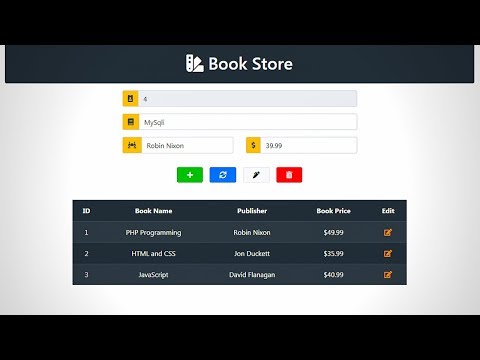 Book Store
4
MySqli
Robin Nixon $ 39.99
ID Book Name Publisher Book Price Edit
1 PHP Programming Robin Nixon $49.99
2 HTML and CSS Jon Duckett $35.99
3 JavaScript David Flanagan $40.99